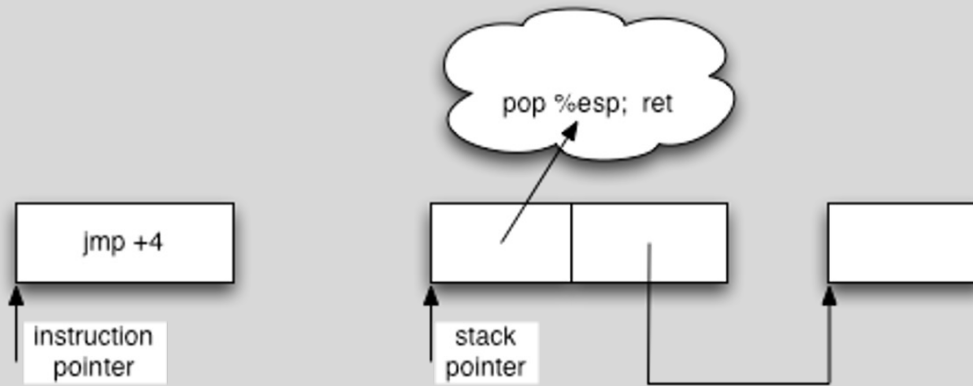 pop %esp;  ret
jmp +4
instruction
pointer
stack
pointer